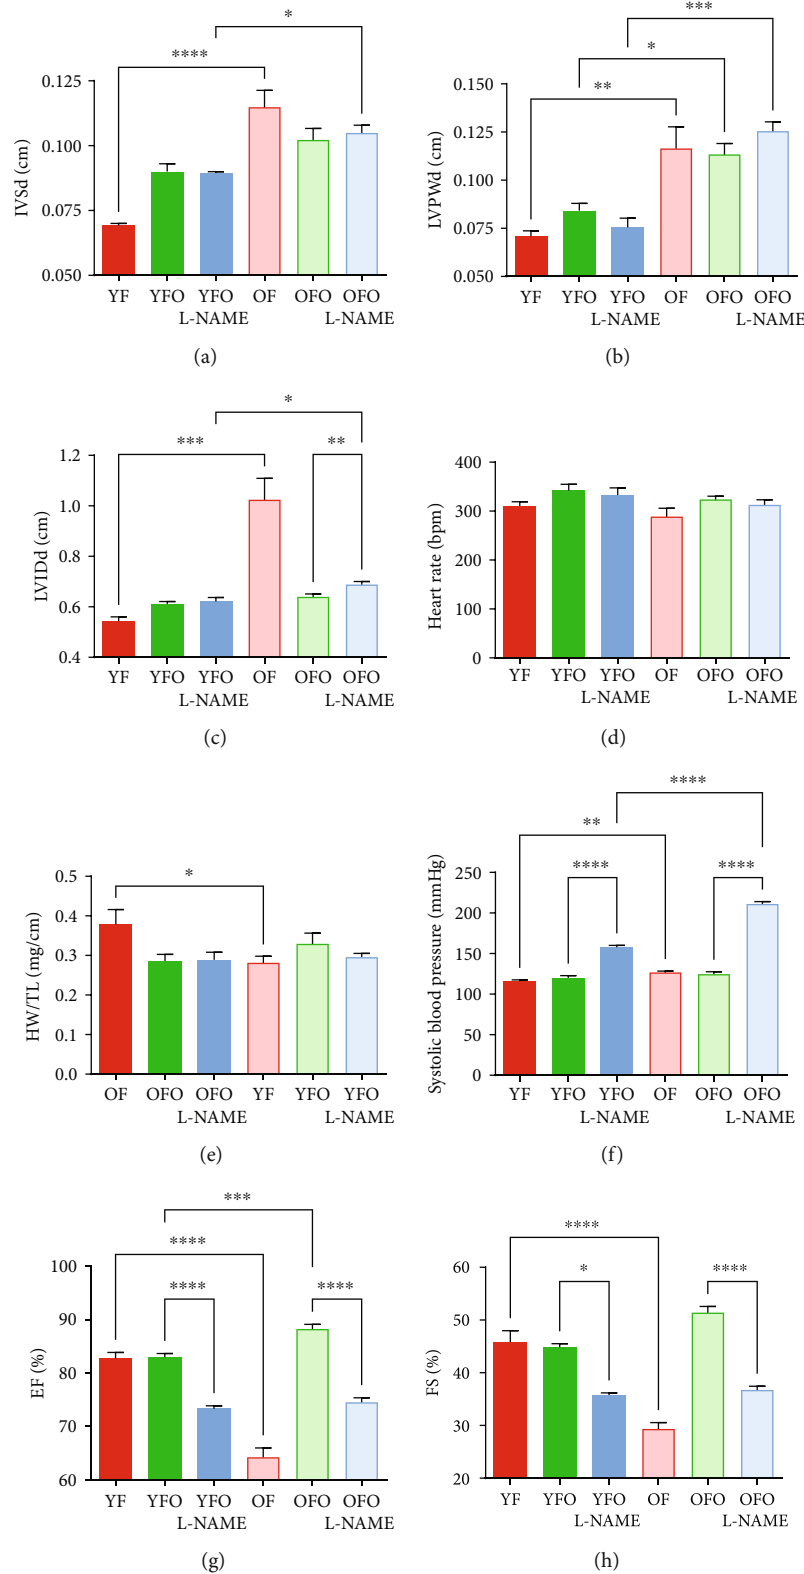 *
****
0.125
0.100
0.075
0.050
IVSd (cm)
YF YFO YFO OF OFO OFO
L-NAME L-NAME
(a)
***
*
**
0.150
0.125
0.100
0.075
0.050
LVPWd (cm)
YF YFO YFO OF OFO OFO
L-NAME L-NAME
(b)
*
*** **
1.2
1.0
0.8
0.6
0.4
LVIDd (cm)
YF YFO YFO OF OFO OFO
L-NAME L-NAME
(c)
400
300
200
100
0
Heart rate (bpm)
YF YFO YFO OF OFO OFO
L-NAME L-NAME
(d)
*
0.5
0.4
0.3
0.2
0.1
0.0
HW/TL (mg/cm)
OF OFO OFO YF YFO YFO
L-NAME L-NAME
(e)
****
**
**** ****
250
200
150
100
50
0
Systolic blood pressure (mmHg)
YF YFO YFO OF OFO OFO
L-NAME L-NAME
(f)
***
****
**** ****
100
90
80
70
60
EF (%)
YF YFO YFO OF OFO OFO
L-NAME L-NAME
(g)
****
* ****
60
50
40
30
20
FS (%)
YF YFO YFO OF OFO OFO
L-NAME L-NAME
(h)